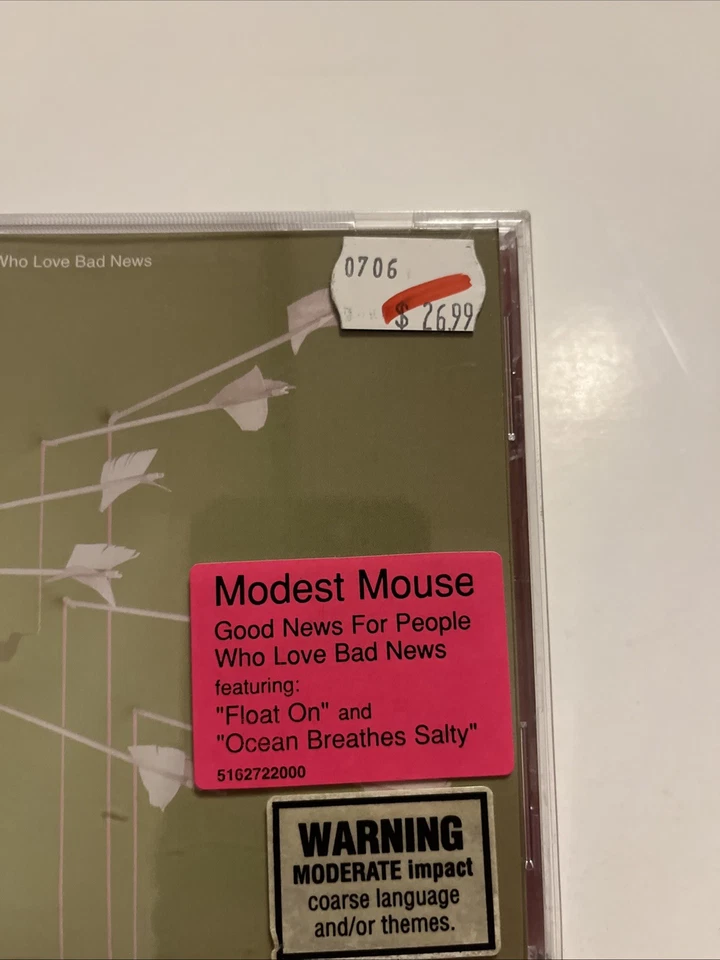 Who Love Bad News
0706
$ 26.99
Modest Mouse
Good News For People
Who Love Bad News
featuring:
"Float On" and
"Ocean Breathes Salty"
5162722000
WARNING
MODERATE impact
coarse language
and/or themes.